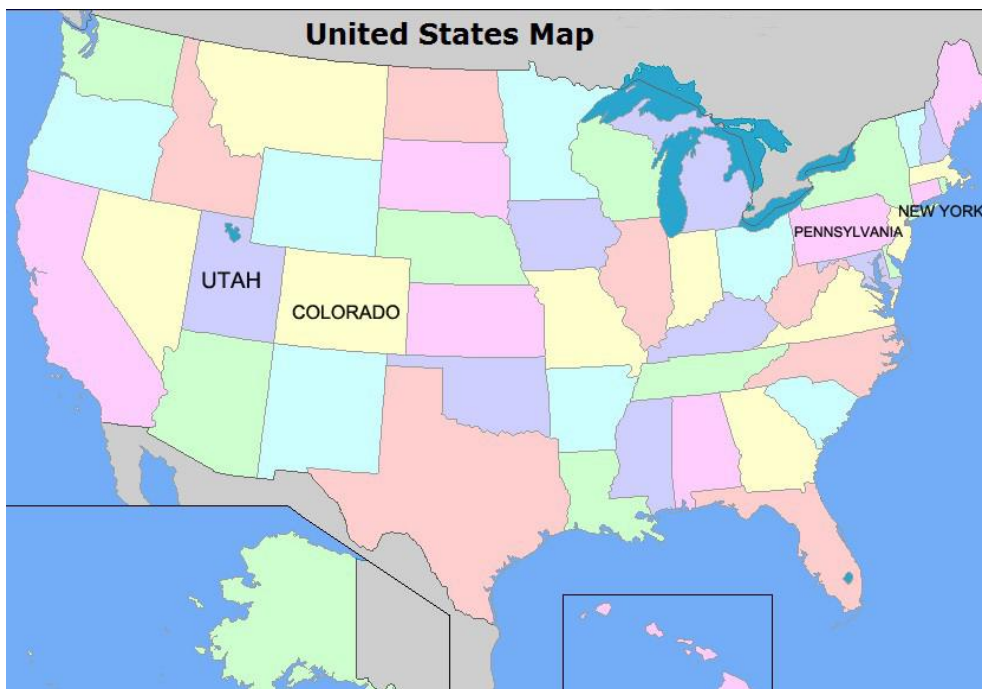 United States Map
NEW YORK
PENNSYLVANIA
UTAH
COLORADO